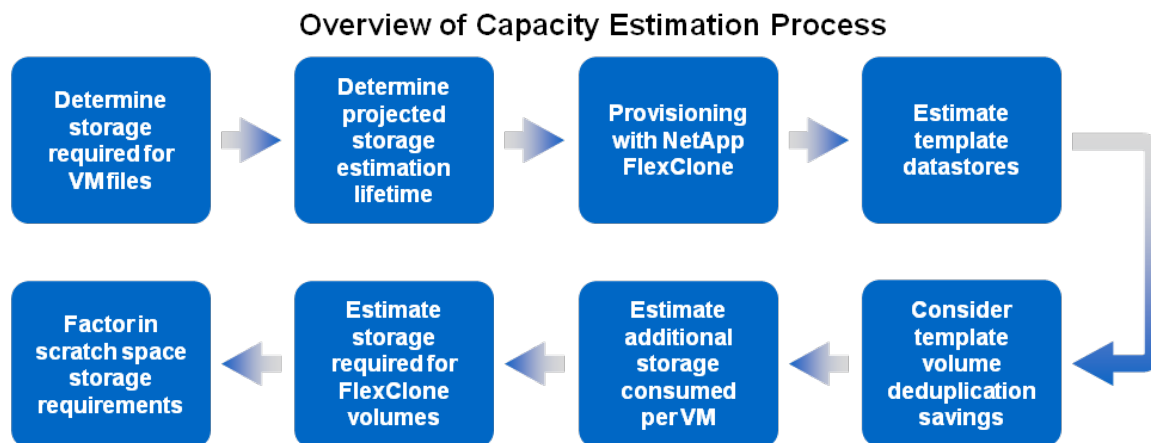 Overview of Capacity Estimation Process
Determine
storage
required for
VM files
Determine
projected
storage
estimation
lifetime
Provisioning
with NetApp
FlexClone
Estimate
template
datastores
Consider
template
volume
deduplication
savings
Estimate
additional
storage
consumed
per VM
Estimate
storage
required for
FlexClone
volumes
Factor in
scratch space
storage
requirements